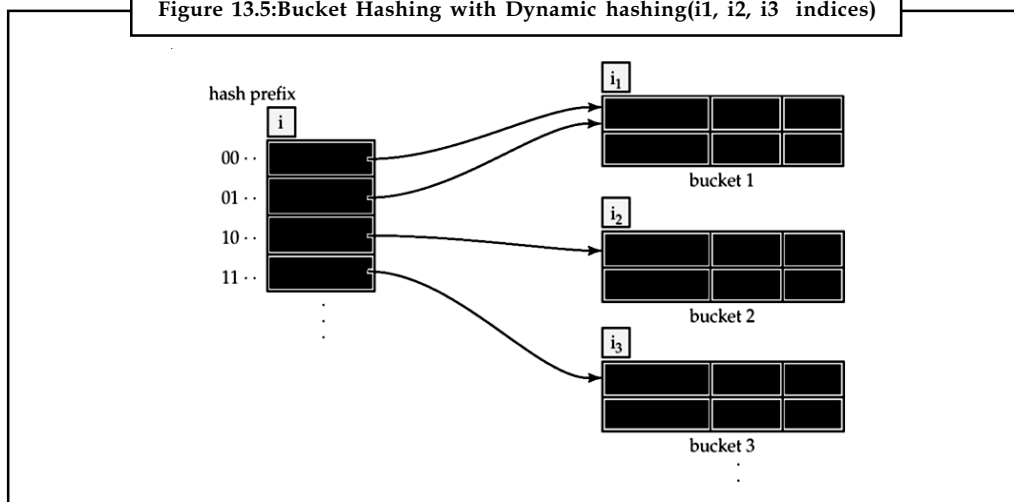 Figure 13.5:Bucket Hashing with Dynamic hashing(i1, i2, i3 indices)
hash prefix
i
00 ··
01 ··
10 ··
11 ··
i₁
bucket 1
i₂
bucket 2
i₃
bucket 3